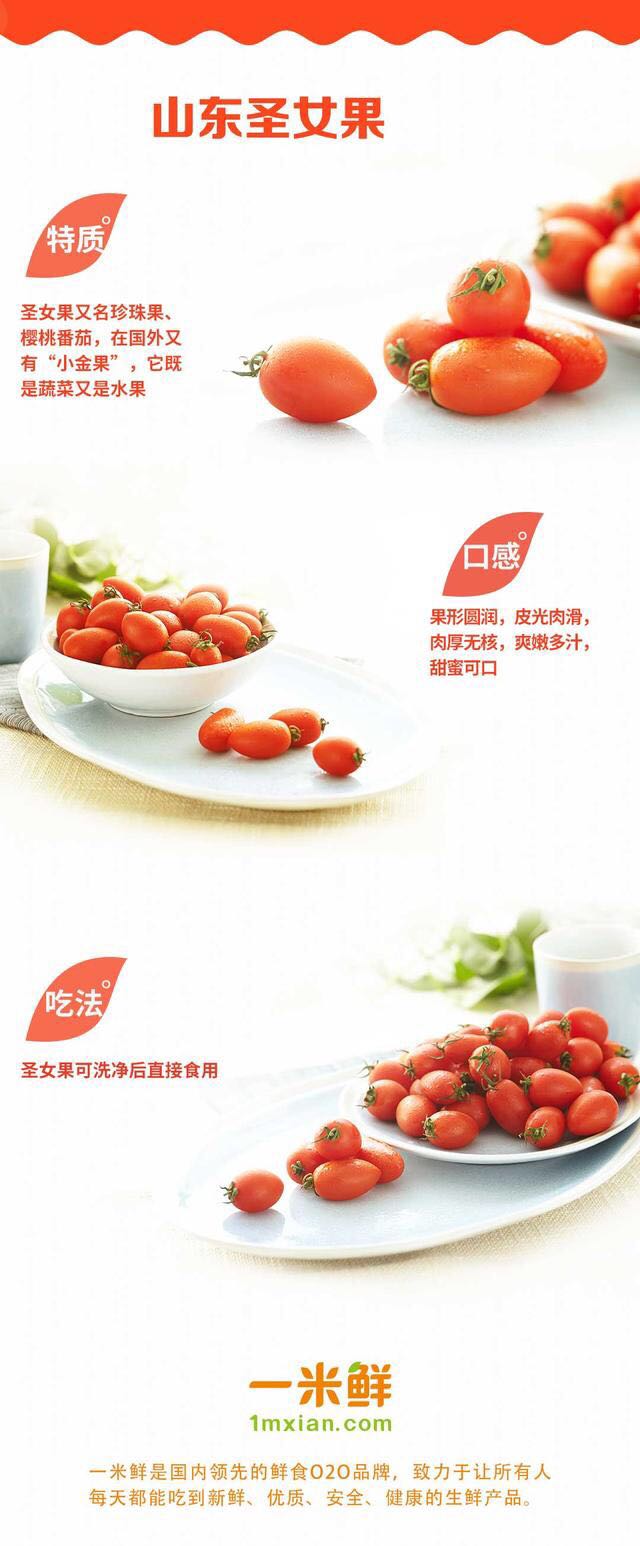 山东圣女果
特质
圣女果又名珍珠果、
樱桃番茄，在国外又
有“小金果”，它既
是蔬菜又是水果
口感
果形圆润，皮光肉滑，
肉厚无核，爽嫩多汁，
甜蜜可口
吃法
圣女果可洗净后直接食用
一米鲜
1mxian.com
一米鲜是国内领先的鲜食O2O品牌，致力于让所有人
每天都能吃到新鲜、优质、安全、健康的生鲜产品。